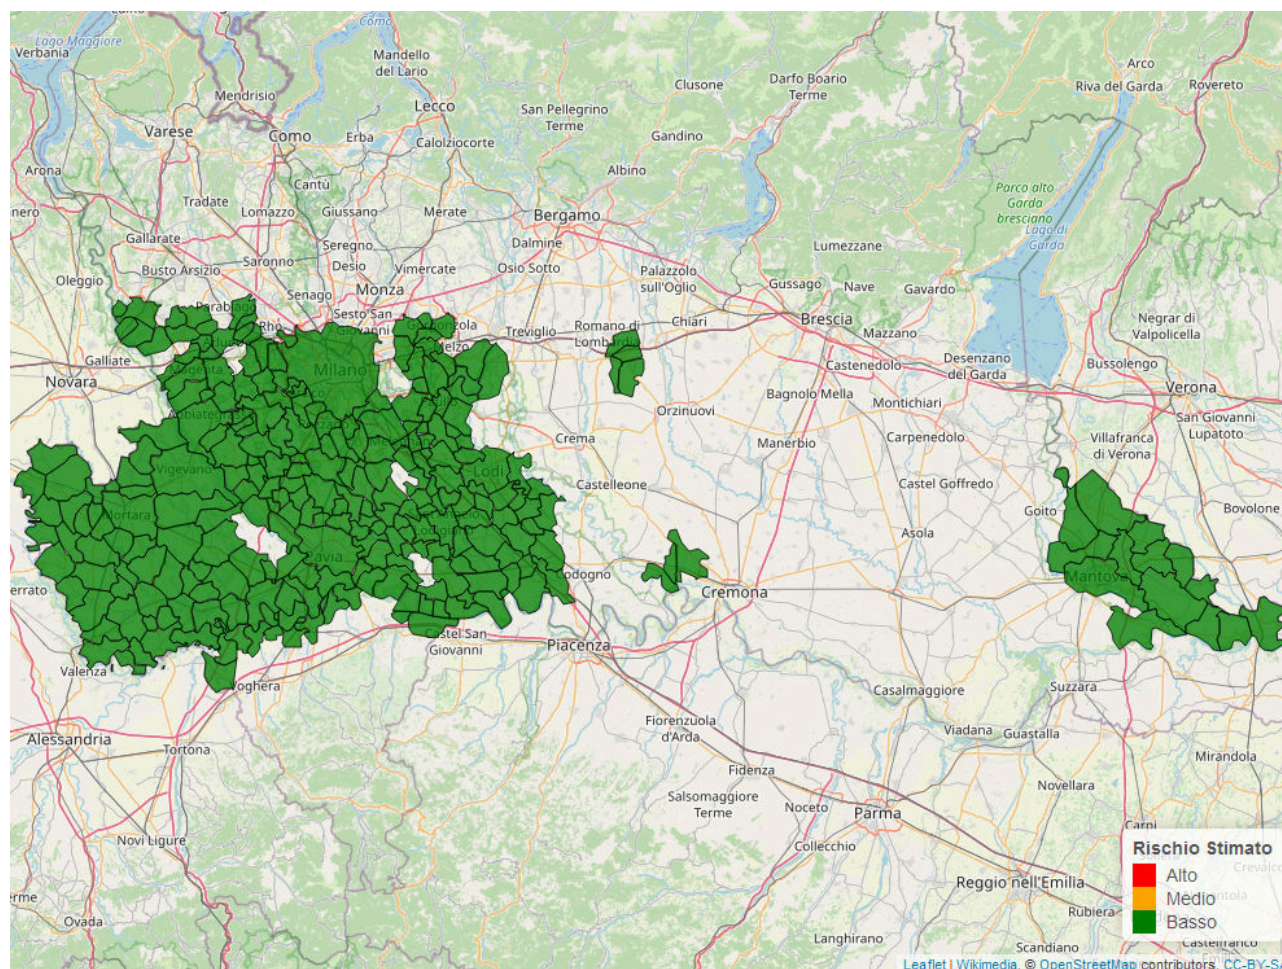 Como
Lago Maggiore
Verbania
Mandello
del Lario
Arco
Riva del Garda
Rovereto
Clusone
Darfo Boario
Terme
Mendrisio
Lecco
San Pellegrino
Terme
Varese
Como
Erba
Calolziocorte
Gandino
Arona
Albino
Cantù
Parco alto
Garda
bresciano
Lago di
Garda
Tradate
Lomazzo
Giussano
Merate
Bergamo
Gallarate
Seregno
Dalmine
Lumezzane
Saronno
Desio
Vimercate
Osio Sotto
Palazzolo
sull'Oglio
Busto Arsizio
Oleggio
Senago
Monza
Gussago
Nave
Gavardo
Parabiago
Sesto San
Giovanni
Rho
Gorgonzola
Treviglio
Romano di
Lombardia
Chiari
Brescia
Mazzano
Negrar di
Valpolicella
Melzo
Galliate
Magenta
Milano
Castenedolo
Desenzano
del Garda
Bussolengo
Novara
Verona
Bagnolo Mella
Montichiari
Orzinuovi
San Giovanni
Lupatoto
Crema
Manerbio
Carpenedolo
Villafranca
di Verona
Vigevano
Lodi
Castelleone
Castel Goffredo
Goito
Bovolone
Mortara
Sant'Angelo
Lodigiano
Asola
Pavia
Codogno
Mantova
Cremona
Castel San
Giovanni
Piacenza
Valenza
Voghera
Casalmaggiore
Suzzara
Fiorenzuola
d'Arda
Viadana
Guastalla
Alessandria
Tortona
Mirandola
Fidenza
Novellara
Salsomaggiore
Terme
Noceto
Parma
Novi Ligure
Carpi
Collecchio
Reggio nell'Emilia
Rubiera
Ovada
Langhirano
Scandiano
Castelfranco
Rischio Stimato
Alto
Medio
Basso
Leaflet | Wikimedia, © OpenStreetMap contributors, CC-BY-S